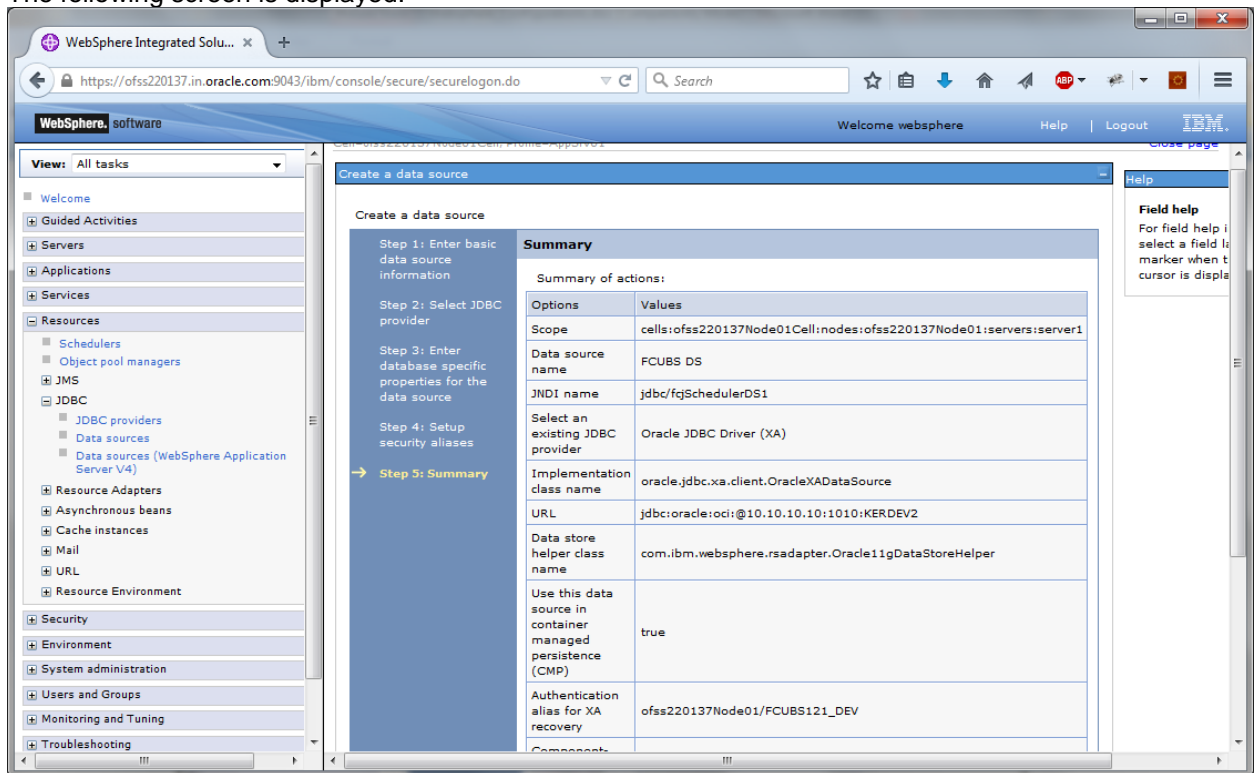 The following screen is displayed:
WebSphere Integrated Solu... × +
https://ofss220137.in.oracle.com:9043/ibm/console/secure/securelogon.do
Search
ABP
WebSphere. software
Welcome websphere
Help | Logout
IBM.
Cell=ofss220137Node01Cell, Profile=AppSrv01
Close page
View: All tasks
Welcome
Guided Activities
Servers
Applications
Services
Resources
Schedulers
Object pool managers
JMS
JDBC
JDBC providers
Data sources
Data sources (WebSphere Application
Server V4)
Resource Adapters
Asynchronous beans
Cache instances
Mail
URL
Resource Environment
Security
Environment
System administration
Users and Groups
Monitoring and Tuning
Troubleshooting
Create a data source
Create a data source
Step 1: Enter basic
data source
information
Step 2: Select JDBC
provider
Step 3: Enter
database specific
properties for the
data source
Step 4: Setup
security aliases
Step 5: Summary
Summary
Summary of actions:
Options Values
Scope cells:ofss220137Node01Cell:nodes:ofss220137Node01:servers:server1
Data source
name
FCUBS DS
JNDI name jdbc/fcjSchedulerDS1
Select an
existing JDBC
provider
Oracle JDBC Driver (XA)
Implementation
class name
oracle.jdbc.xa.client.OracleXADataSource
URL jdbc:oracle:oci:@10.10.10.10:1010:KERDEV2
Data store
helper class
name
com.ibm.websphere.rsadapter.Oracle11gDataStoreHelper
Use this data
source in
container
managed
persistence
(CMP)
true
Authentication
alias for XA
recovery
ofss220137Node01/FCUBS121_DEV
Component-
Help
Field help
For field help i
select a field la
marker when t
cursor is displa